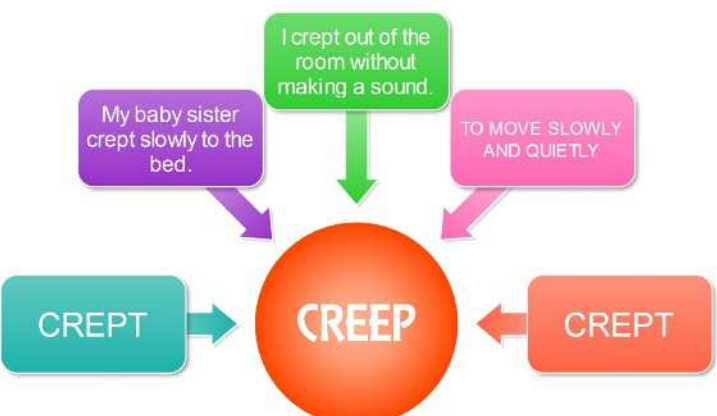 I crept out of the
room without
making a sound.
My baby sister
crept slowly to the
bed.
TO MOVE SLOWLY
AND QUIETLY
CREPT
CREEP
CREPT